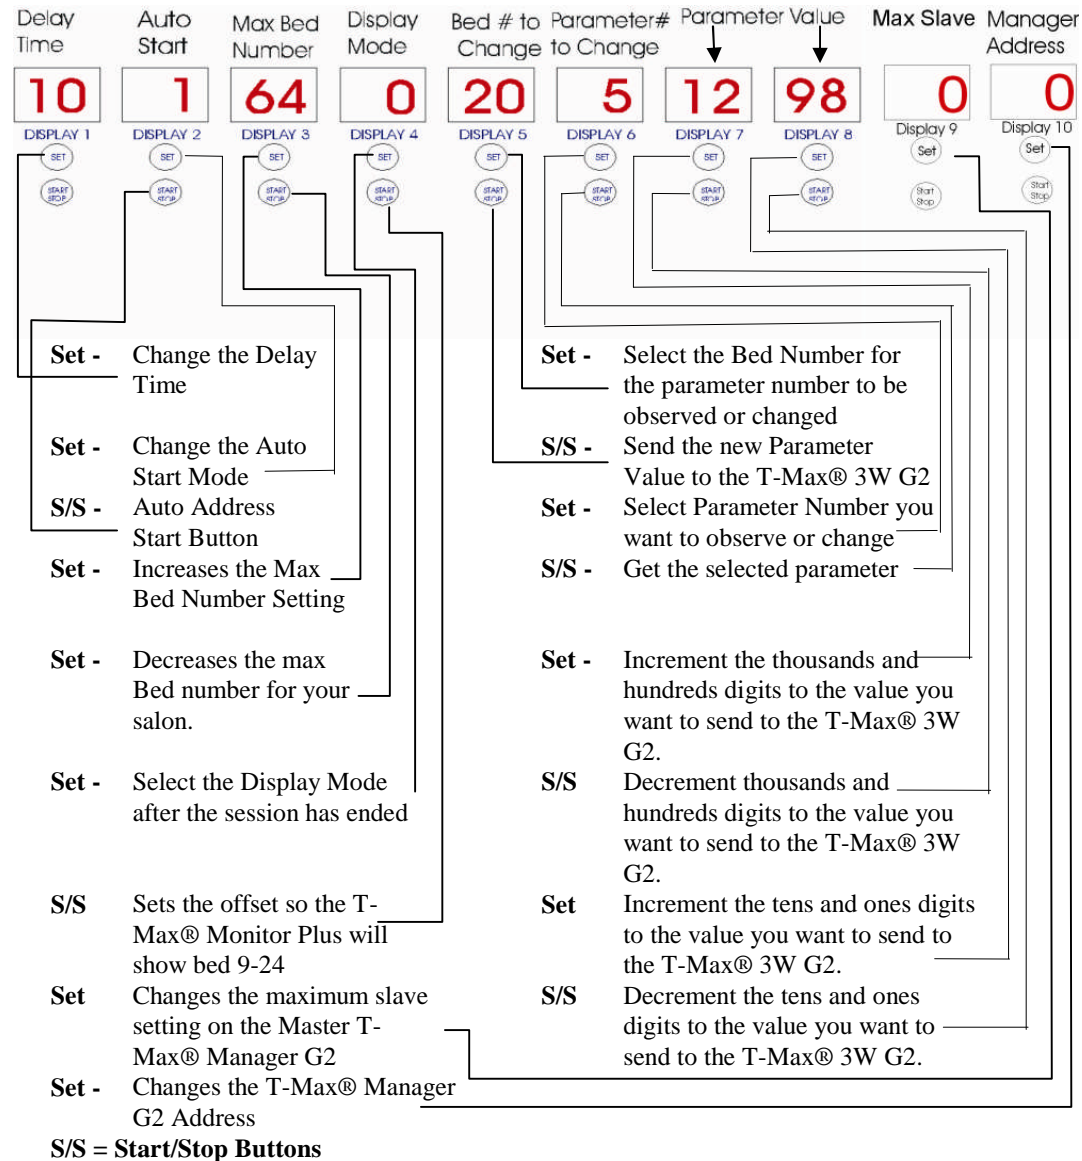 Delay Time
Auto Start
Max Bed Number
Display Mode
Bed # to Change
Parameter# to Change
Parameter Value
Max Slave
Manager Address
10
1
64
0
20
5
12
98
0
0
DISPLAY 1
DISPLAY 2
DISPLAY 3
DISPLAY 4
DISPLAY 5
DISPLAY 6
DISPLAY 7
DISPLAY 8
Display 9
Display 10
SET
SET
SET
SET
SET
SET
SET
SET
Set
Set
START STOP
START STOP
START STOP
START STOP
START STOP
START STOP
START STOP
START STOP
Start Stop
Start Stop
Set - Change the Delay
Time
Set - Change the Auto
Start Mode
S/S - Auto Address
Start Button
Set - Increases the Max
Bed Number Setting
Set - Decreases the max
Bed number for your
salon.
Set - Select the Display Mode
after the session has ended
S/S Sets the offset so the T-
Max® Monitor Plus will
show bed 9-24
Set Changes the maximum slave
setting on the Master T-
Max® Manager G2
Set - Changes the T-Max® Manager
G2 Address
S/S = Start/Stop Buttons
Set - Select the Bed Number for
the parameter number to be
observed or changed
S/S - Send the new Parameter
Value to the T-Max® 3W G2
Set - Select Parameter Number you
want to observe or change
S/S - Get the selected parameter
Set - Increment the thousands and
hundreds digits to the value you
want to send to the T-Max® 3W
G2.
S/S Decrement thousands and
hundreds digits to the value you
want to send to the T-Max® 3W
G2.
Set Increment the tens and ones digits
to the value you want to send to
the T-Max® 3W G2.
S/S Decrement the tens and ones
digits to the value you want to
send to the T-Max® 3W G2.